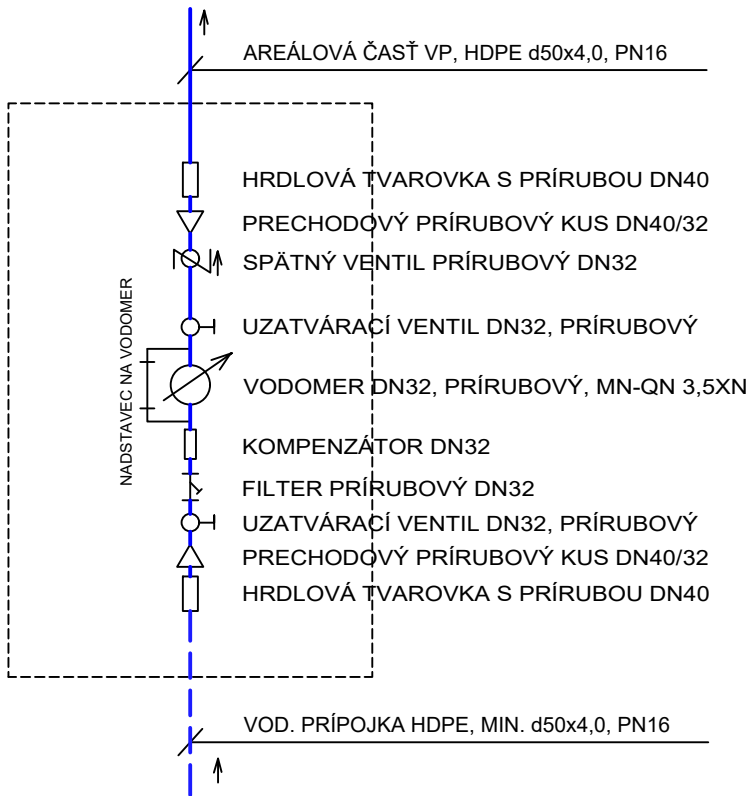 AREÁLOVÁ ČASŤ VP, HDPE d50x4,0, PN16
HRDLOVÁ TVAROVKA S PRÍRUBOU DN40
PRECHODOVÝ PRÍRUBOVÝ KUS DN40/32
SPÄTNÝ VENTIL PRÍRUBOVÝ DN32
UZATVÁRACÍ VENTIL DN32, PRÍRUBOVÝ
NADSTAVEC NA VODOMER
VODOMER DN32, PRÍRUBOVÝ, MN-QN 3,5XN
KOMPENZÁTOR DN32
FILTER PRÍRUBOVÝ DN32
UZATVÁRACÍ VENTIL DN32, PRÍRUBOVÝ
PRECHODOVÝ PRÍRUBOVÝ KUS DN40/32
HRDLOVÁ TVAROVKA S PRÍRUBOU DN40
VOD. PRÍPOJKA HDPE, MIN. d50x4,0, PN16